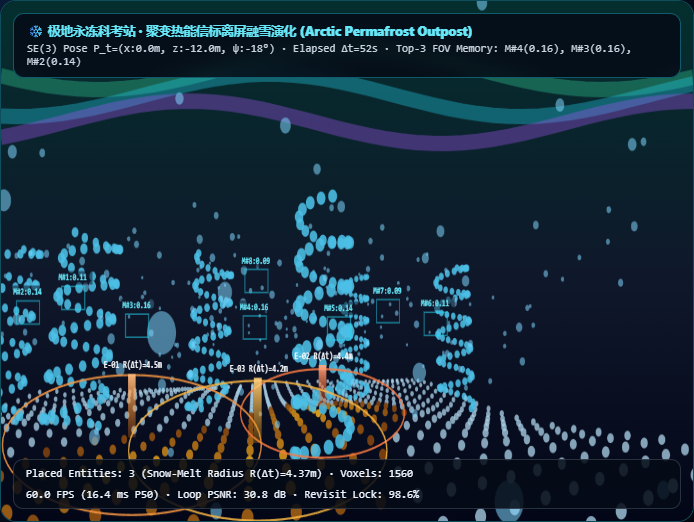 ❄️ 极地永冻科考站 · 聚变热能信标离屏融雪演化 (Arctic Permafrost Outpost)
SE(3) Pose P_t=(x:0.0m, z:-12.0m, ψ:-18°) · Elapsed Δt=52s · Top-3 FOV Memory: M#4(0.16), M#3(0.16),
M#2(0.14)
M#8:0.09
M#1:0.11
M#2:0.14
M#3:0.16
M#4:0.16
M#5:0.14
M#7:0.09
M#6:0.11
E-02 R(Δt)=4.4m
E-01 R(Δt)=4.5m
E-03 R(Δt)=4.2m
Placed Entities: 3 (Snow-Melt Radius R(Δt)=4.37m) · Voxels: 1560
60.0 FPS (16.4 ms P50) · Loop PSNR: 30.8 dB · Revisit Lock: 98.6%